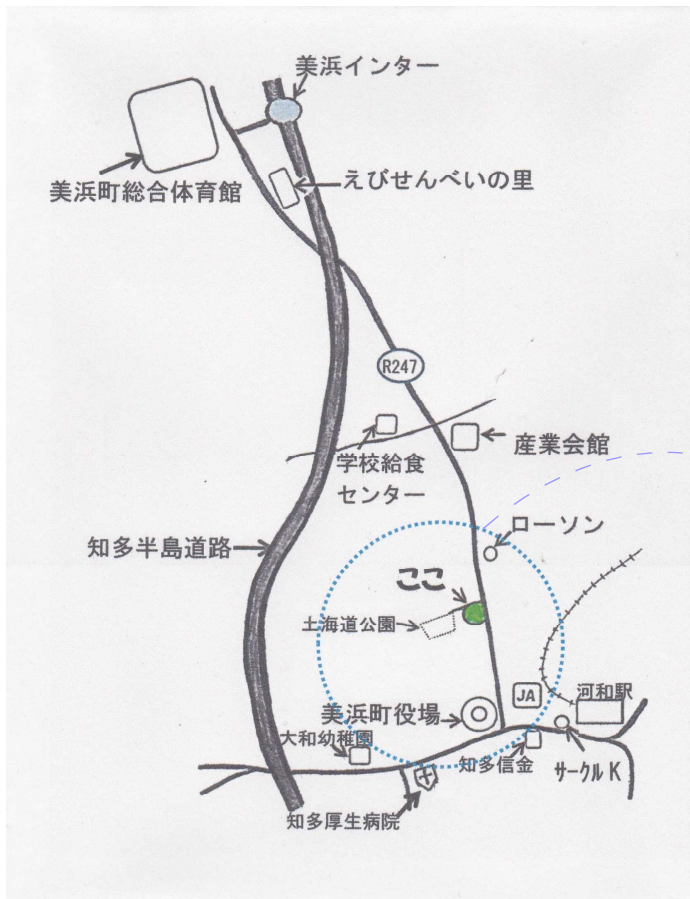 美浜インター
美浜町総合体育館
えびせんべいの里
R247
産業会館
学校給食
センター
ローソン
知多半島道路
ここ
土海道公園
JA
河和駅
美浜町役場
大和幼稚園
知多信金
サークルK
知多厚生病院